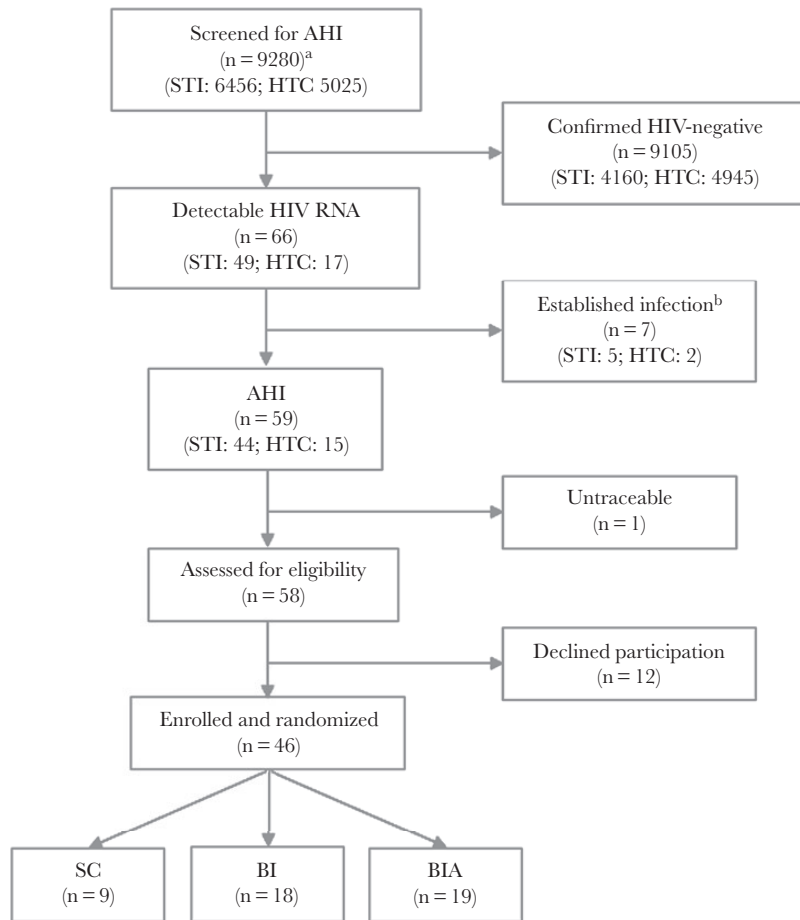 Screened for AHI
(n = 9280)a
(STI: 6456; HTC 5025)
Confirmed HIV-negative
(n = 9105)
(STI: 4160; HTC: 4945)
Detectable HIV RNA
(n = 66)
(STI: 49; HTC: 17)
Established infectionb
(n = 7)
(STI: 5; HTC: 2)
AHI
(n = 59)
(STI: 44; HTC: 15)
Untraceable
(n = 1)
Assessed for eligibility
(n = 58)
Declined participation
(n = 12)
Enrolled and randomized
(n = 46)
SC
(n = 9)
BI
(n = 18)
BIA
(n = 19)